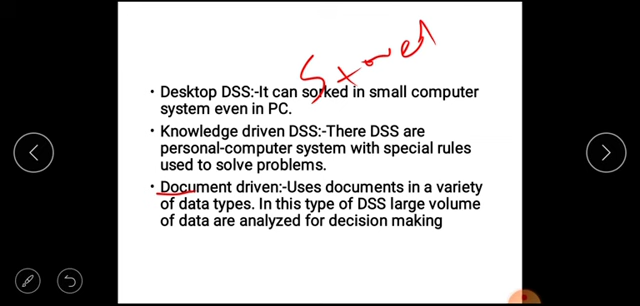 Stored
• Desktop DSS:-It can sorked in small computer
system even in PC.
• Knowledge driven DSS:-There DSS are
personal-computer system with special rules
used to solve problems.
• Document driven:-Uses documents in a variety
of data types. In this type of DSS large volume
of data are analyzed for decision making